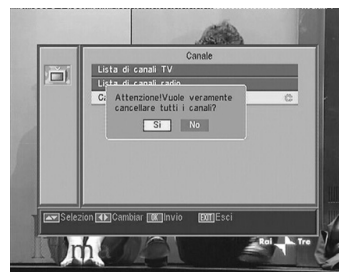 Canale
Lista di canali TV
Lista di canali radio
Attenzione!Vuole veramente
cancellare tutti i canali?
Si No
Selezion Cambiar OK Invio EXIT Esci
Rai Tre